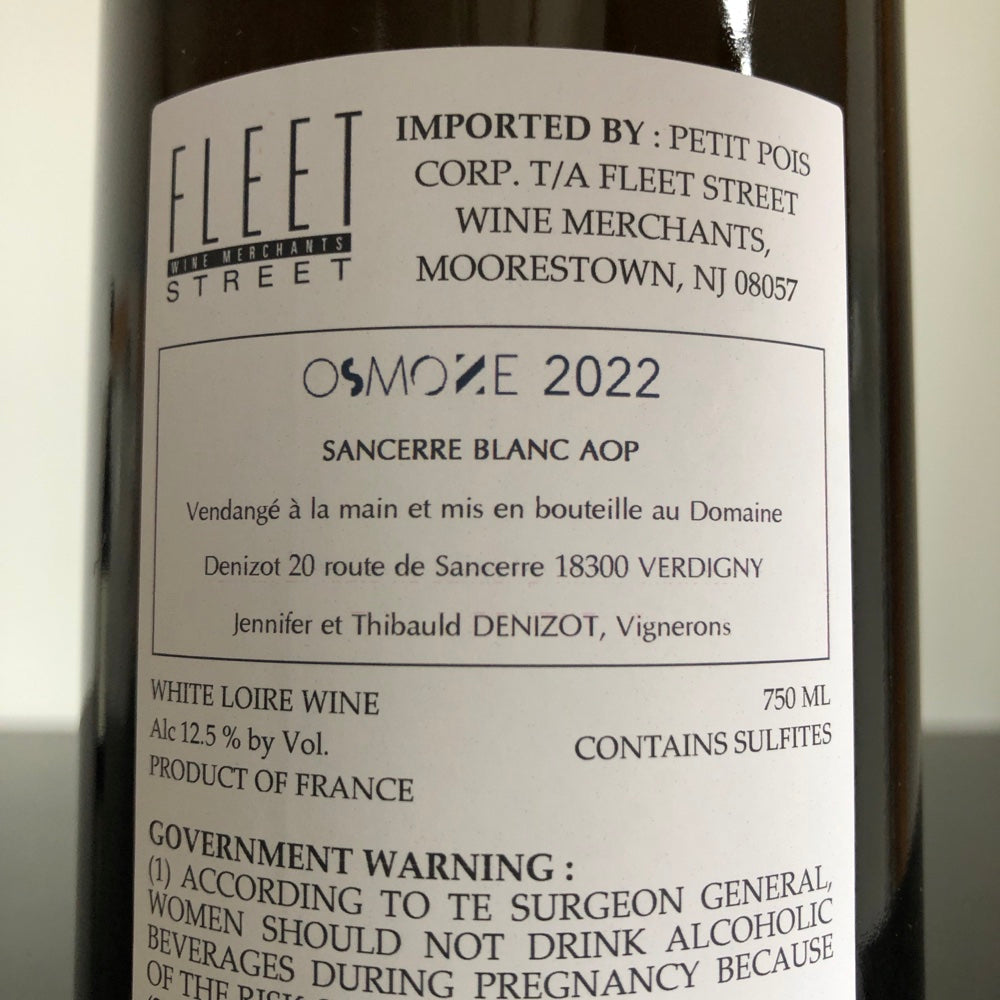 FLEET
WINE MERCHANTS
STREET
IMPORTED BY : PETIT POIS
CORP. T/A FLEET STREET
WINE MERCHANTS,
MOORESTOWN, NJ 08057
OSMOZE 2022
SANCERRE BLANC AOP
Vendangé à la main et mis en bouteille au Domaine
Denizot 20 route de Sancerre 18300 VERDIGNY
Jennifer et Thibauld DENIZOT, Vignerons
WHITE LOIRE WINE
750 ML
Alc 12.5 % by Vol.
CONTAINS SULFITES
PRODUCT OF FRANCE
GOVERNMENT WARNING :
(1) ACCORDING TO TE SURGEON GENERAL,
WOMEN SHOULD NOT DRINK ALCOHOLIC
BEVERAGES DURING PREGNANCY BECAUSE
OF THE RISK